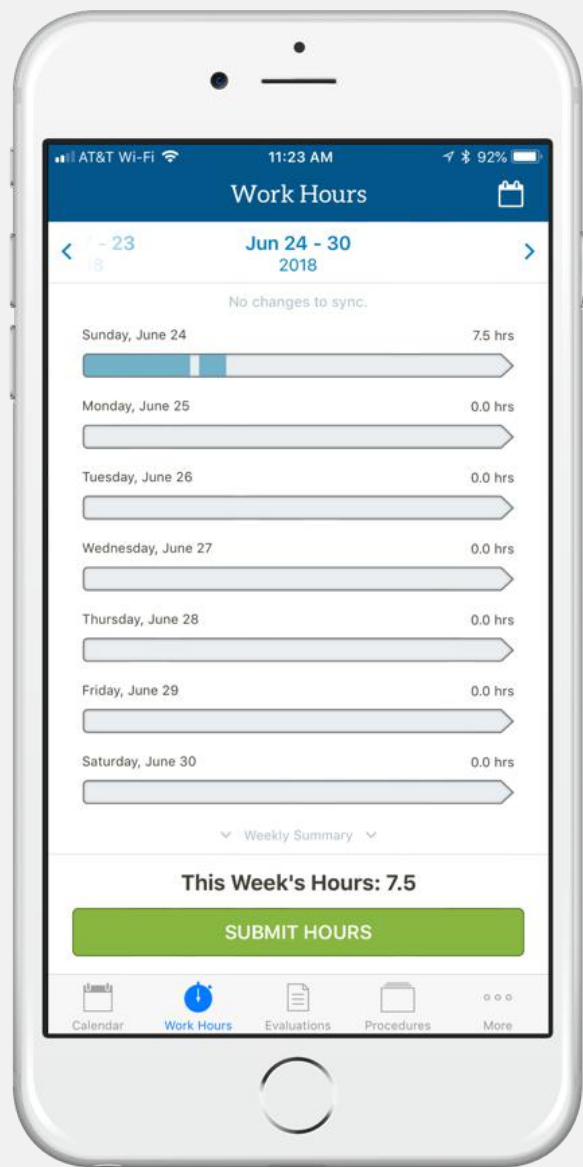 AT&T Wi-Fi 11:23 AM 92%
Work Hours
- 23 Jun 24 - 30
8 2018
No changes to sync.
Sunday, June 24 7.5 hrs
Monday, June 25 0.0 hrs
Tuesday, June 26 0.0 hrs
Wednesday, June 27 0.0 hrs
Thursday, June 28 0.0 hrs
Friday, June 29 0.0 hrs
Saturday, June 30 0.0 hrs
Weekly Summary
This Week's Hours: 7.5
SUBMIT HOURS
Calendar Work Hours Evaluations Procedures More